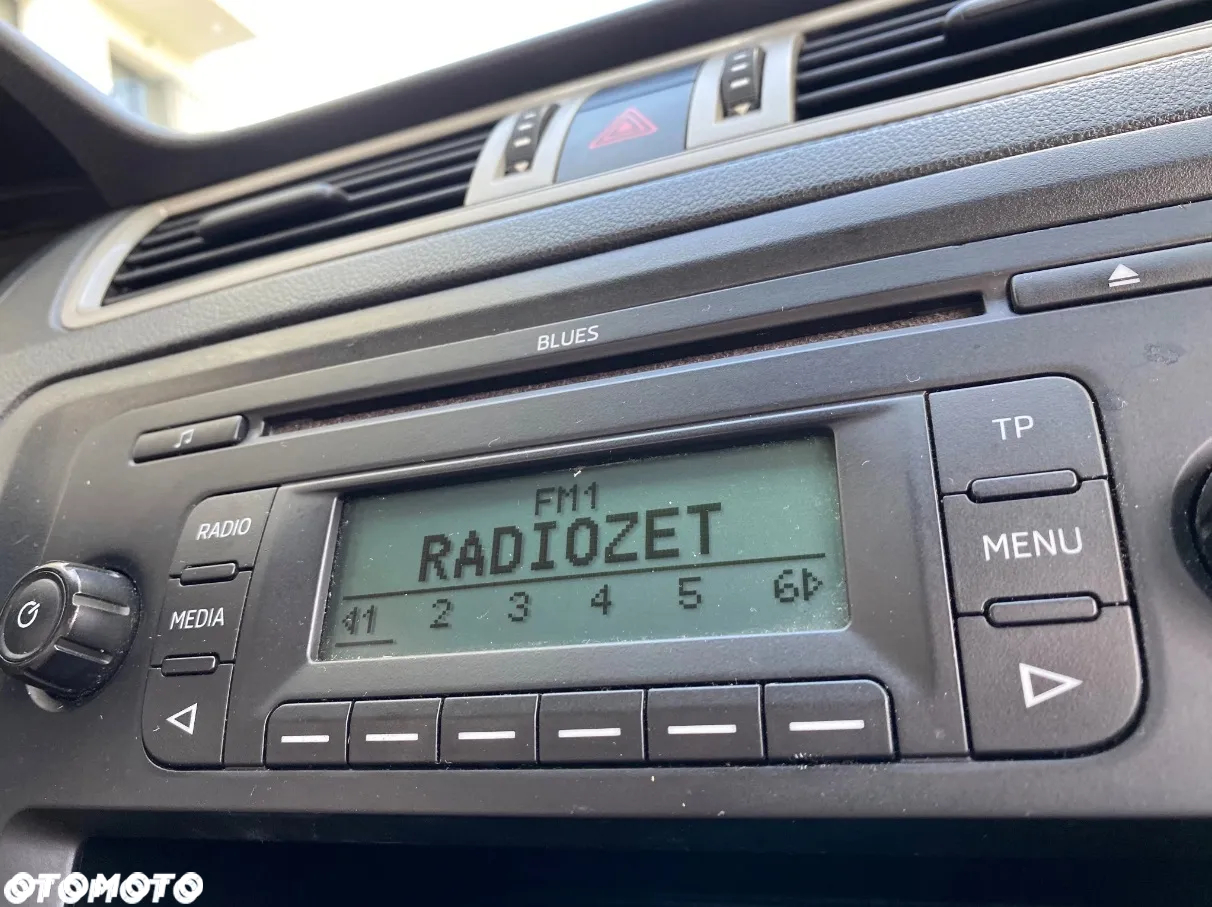 BLUES
TP
RADIO
FM1
RADIOZET
MENU
MEDIA
1 2 3 4 5 6
OTOMOTO